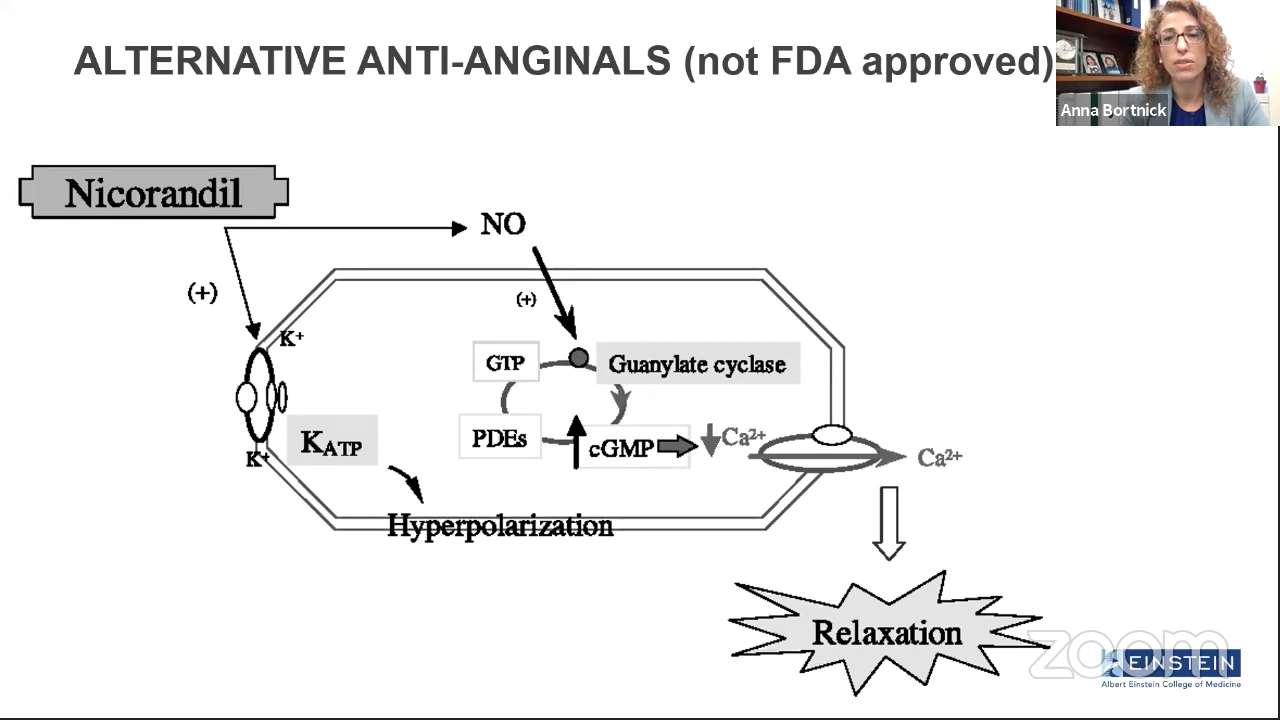 ALTERNATIVE ANTI-ANGINALS (not FDA approved)
Anna Bortnick
Nicorandil
NO
(+)
(+)
K⁺
GTP
Guanylate cyclase
K_ATP
PDEs
cGMP
Ca²⁺
Ca²⁺
K⁺
Hyperpolarization
Relaxation
zoom
EINSTEIN
Albert Einstein College of Medicine